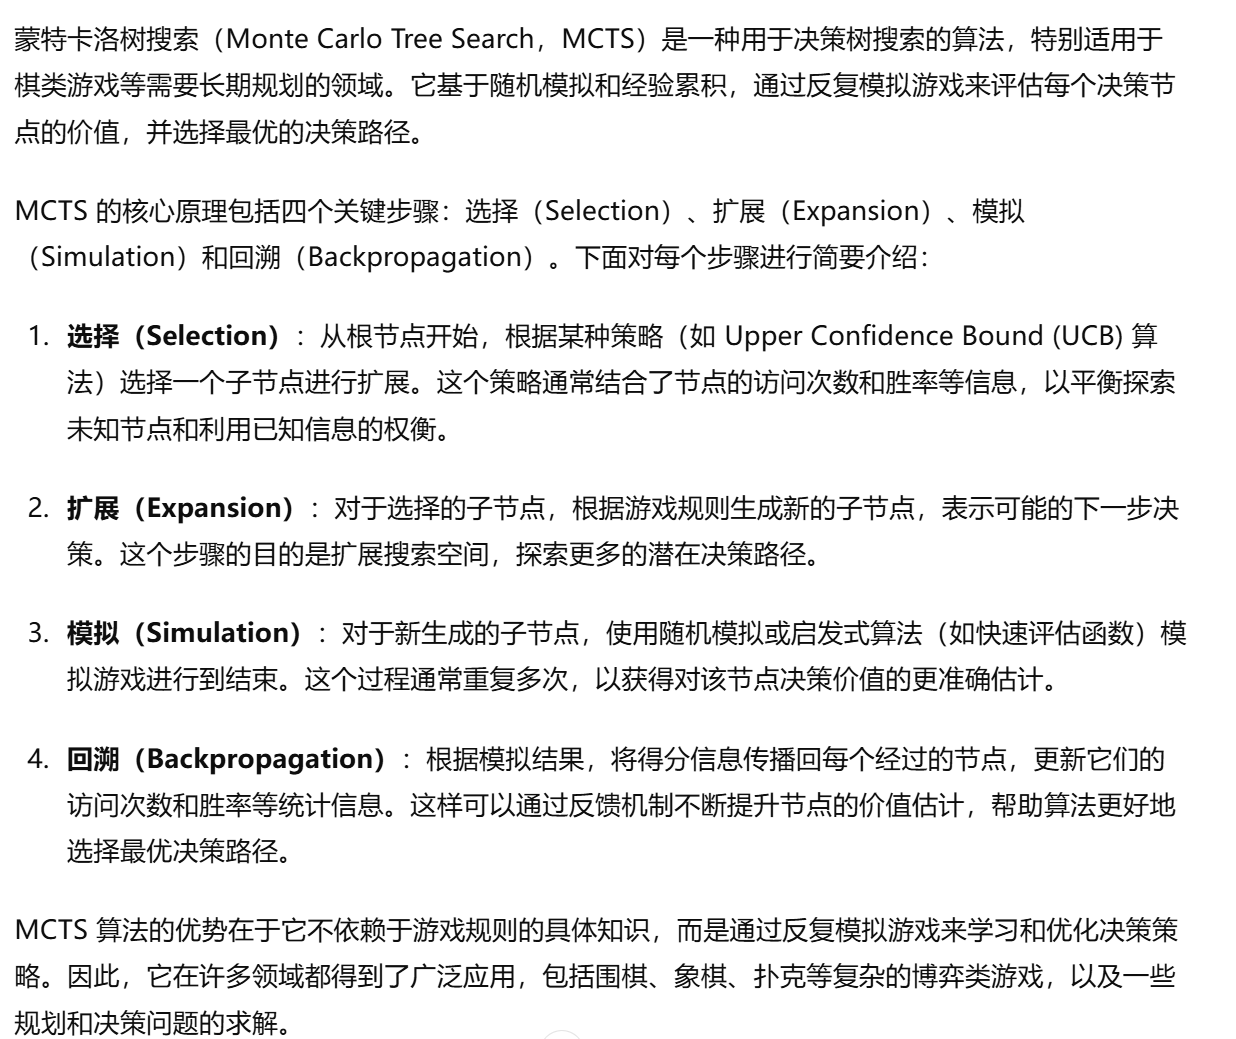 蒙特卡洛树搜索（Monte Carlo Tree Search，MCTS）是一种用于决策树搜索的算法，特别适用于
棋类游戏等需要长期规划的领域。它基于随机模拟和经验累积，通过反复模拟游戏来评估每个决策节
点的价值，并选择最优的决策路径。
MCTS 的核心原理包括四个关键步骤：选择（Selection）、扩展（Expansion）、模拟
（Simulation）和回溯（Backpropagation）。下面对每个步骤进行简要介绍：
1. 选择（Selection）：从根节点开始，根据某种策略（如 Upper Confidence Bound (UCB) 算
法）选择一个子节点进行扩展。这个策略通常结合了节点的访问次数和胜率等信息，以平衡探索
未知节点和利用已知信息的权衡。
2. 扩展（Expansion）：对于选择的子节点，根据游戏规则生成新的子节点，表示可能的下一步决
策。这个步骤的目的是扩展搜索空间，探索更多的潜在决策路径。
3. 模拟（Simulation）：对于新生成的子节点，使用随机模拟或启发式算法（如快速评估函数）模
拟游戏进行到结束。这个过程通常重复多次，以获得对该节点决策价值的更准确估计。
4. 回溯（Backpropagation）：根据模拟结果，将得分信息传播回每个经过的节点，更新它们的
访问次数和胜率等统计信息。这样可以通过反馈机制不断提升节点的价值估计，帮助算法更好地
选择最优决策路径。
MCTS 算法的优势在于它不依赖于游戏规则的具体知识，而是通过反复模拟游戏来学习和优化决策策
略。因此，它在许多领域都得到了广泛应用，包括围棋、象棋、扑克等复杂的博弈类游戏，以及一些
规划和决策问题的求解。